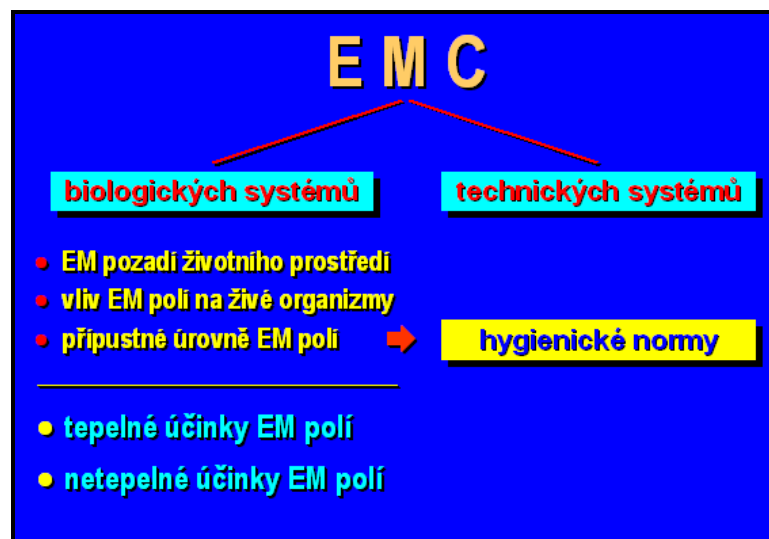 E M C
biologických systémů
technických systémů
EM pozadí životního prostředí
vliv EM polí na živé organizmy
přípustné úrovně EM polí
hygienické normy
tepelné účinky EM polí
netepelné účinky EM polí